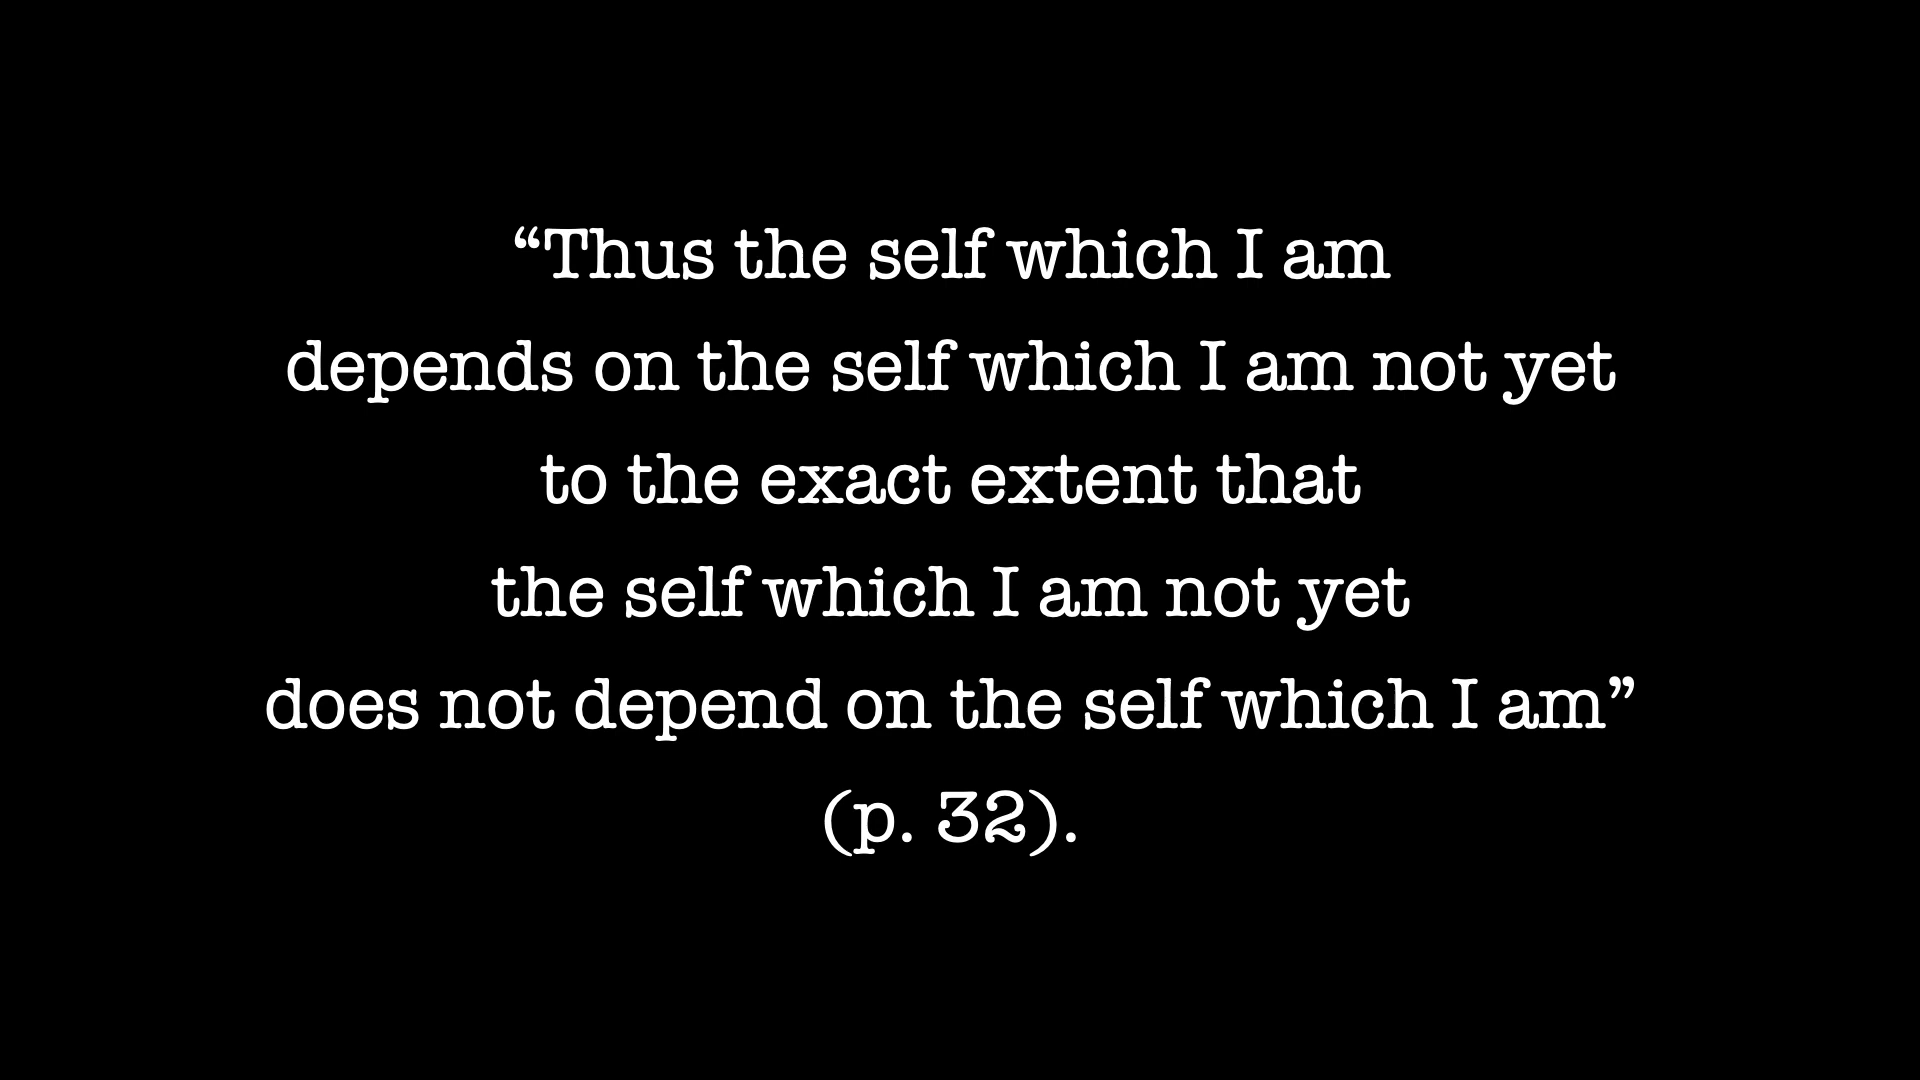 “Thus the self which I am
depends on the self which I am not yet
to the exact extent that
the self which I am not yet
does not depend on the self which I am”
(p. 32).